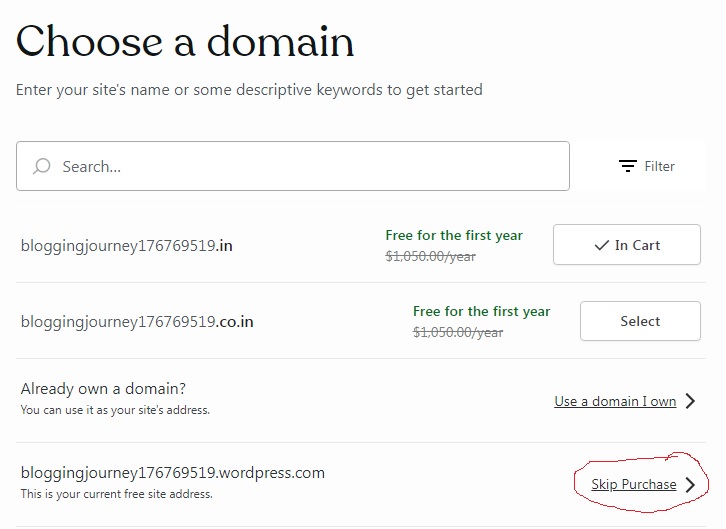 Choose a domain
Enter your site's name or some descriptive keywords to get started
Search...
Filter
bloggingjourney176769519.in
Free for the first year
$1,050.00/year
In Cart
bloggingjourney176769519.co.in
Free for the first year
$1,050.00/year
Select
Already own a domain?
You can use it as your site's address.
Use a domain I own
bloggingjourney176769519.wordpress.com
This is your current free site address.
Skip Purchase